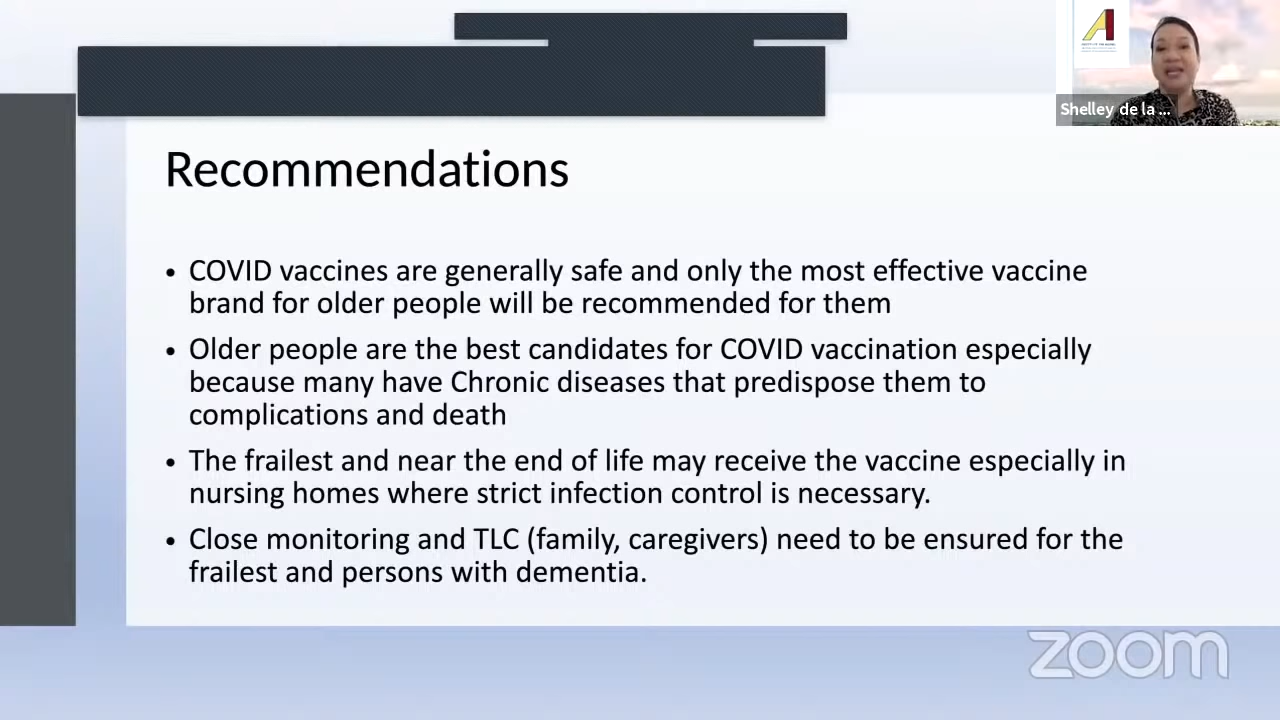 Shelley de la ...
Recommendations
• COVID vaccines are generally safe and only the most effective vaccine
brand for older people will be recommended for them
• Older people are the best candidates for COVID vaccination especially
because many have Chronic diseases that predispose them to
complications and death
• The frailest and near the end of life may receive the vaccine especially in
nursing homes where strict infection control is necessary.
• Close monitoring and TLC (family, caregivers) need to be ensured for the
frailest and persons with dementia.
zoom